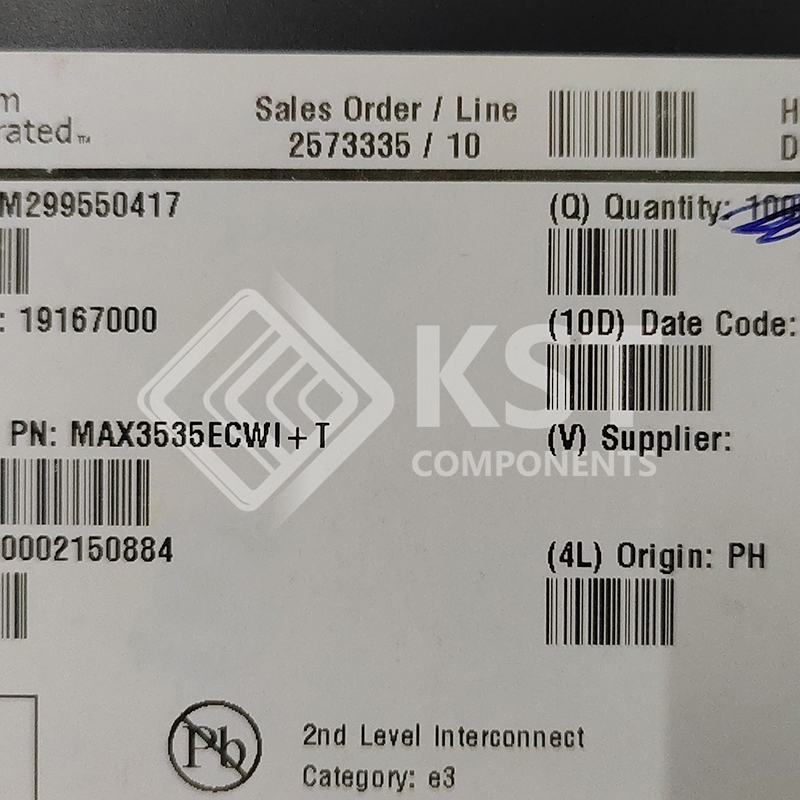 Sales Order / Line
2573335 / 10
M299550417
(Q) Quantity:
: 19167000
(10D) Date Code:
PN: MAX3535ECWI+T
(V) Supplier:
0002150884
(4L) Origin: PH
Pb
2nd Level Interconnect
Category: e3
KST
COMPONENTS